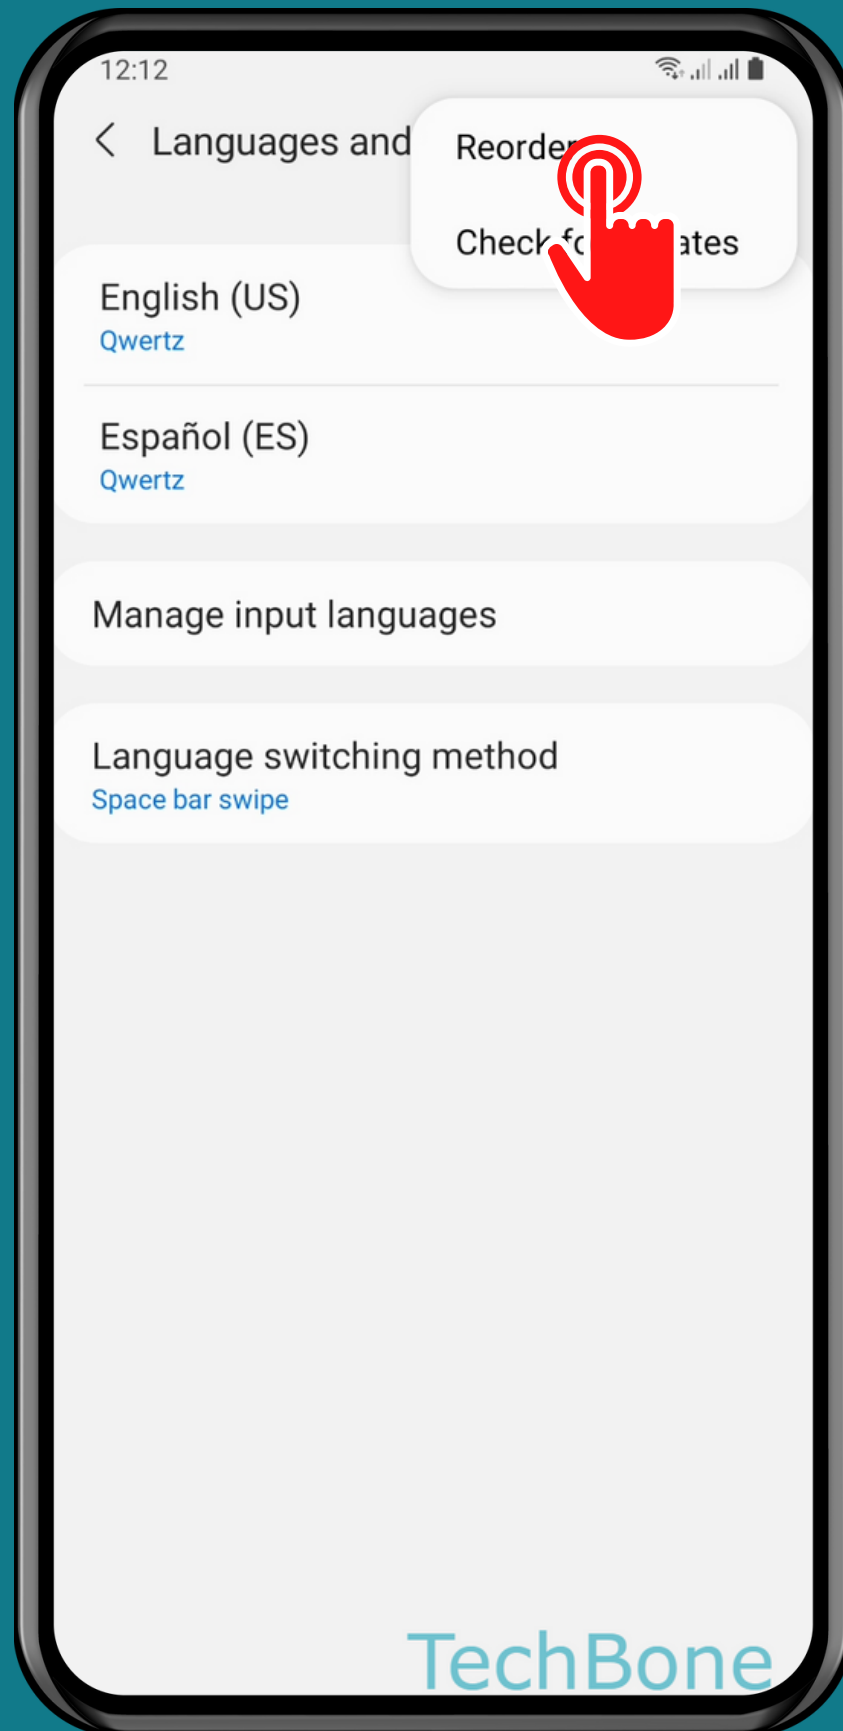 12:12
Languages and
Reorder
Check for
English (US)
Qwertz
Español (ES)
Qwertz
Manage input languages
Language switching method
Space bar swipe
TechBone